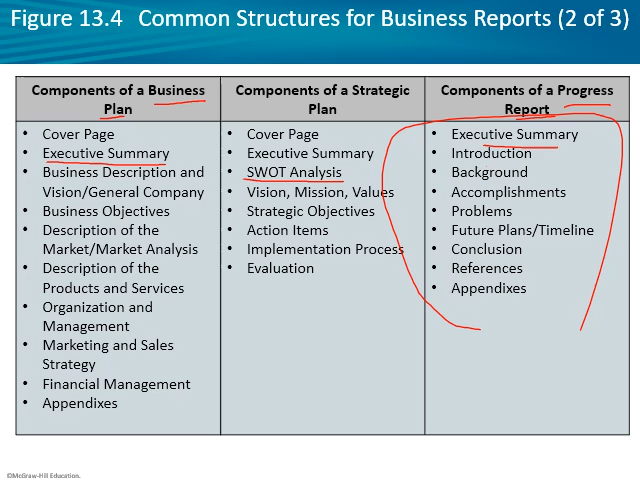 Figure 13.4 Common Structures for Business Reports (2 of 3)
Components of a Business
Plan
• Cover Page
• Executive Summary
• Business Description and
Vision/General Company
• Business Objectives
• Description of the
Market/Market Analysis
• Description of the
Products and Services
• Organization and
Management
• Marketing and Sales
Strategy
• Financial Management
• Appendixes
Components of a Strategic
Plan
• Cover Page
• Executive Summary
• SWOT Analysis
• Vision, Mission, Values
• Strategic Objectives
• Action Items
• Implementation Process
• Evaluation
Components of a Progress
Report
• Executive Summary
• Introduction
• Background
• Accomplishments
• Problems
• Future Plans/Timeline
• Conclusion
• References
• Appendixes
©McGraw-Hill Education.